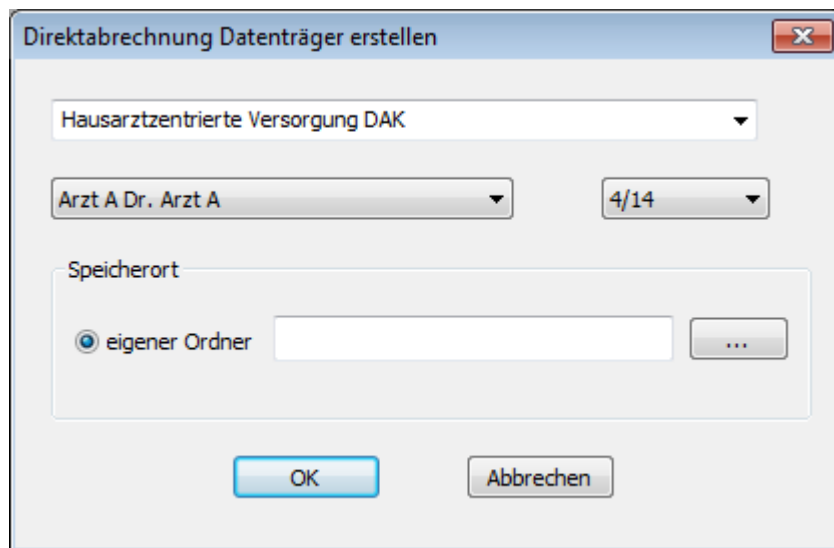 Direktabrechnung Datenträger erstellen
Hausarztzentrierte Versorgung DAK
Arzt A Dr. Arzt A
4/14
Speicherort
eigener Ordner
...
OK
Abbrechen